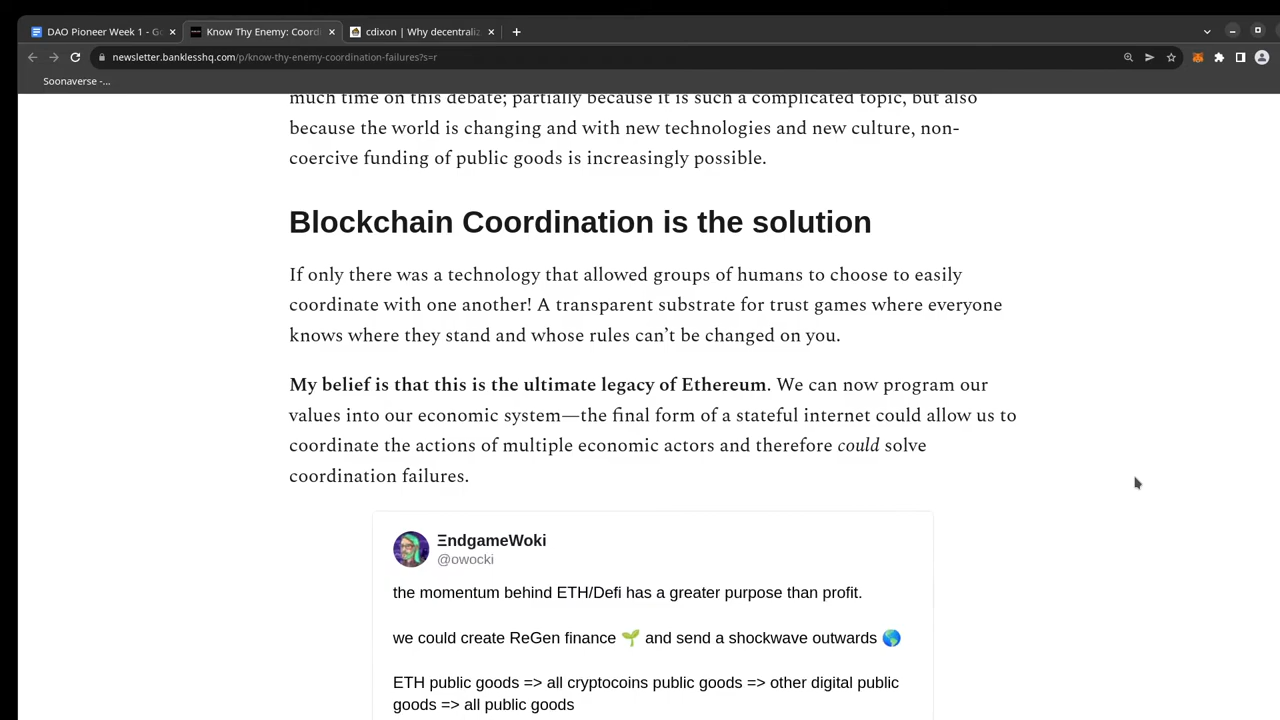 DAO Pioneer Week 1 - Go
Know Thy Enemy: Coordi
cdixon | Why decentraliz
newsletter.banklesshq.com/p/know-thy-enemy-coordination-failures?s=r
Soonaverse -...
much time on this debate; partially because it is such a complicated topic, but also
because the world is changing and with new technologies and new culture, non-
coercive funding of public goods is increasingly possible.
Blockchain Coordination is the solution
If only there was a technology that allowed groups of humans to choose to easily
coordinate with one another! A transparent substrate for trust games where everyone
knows where they stand and whose rules can’t be changed on you.
My belief is that this is the ultimate legacy of Ethereum. We can now program our
values into our economic system—the final form of a stateful internet could allow us to
coordinate the actions of multiple economic actors and therefore could solve
coordination failures.
ΞndgameWoki
@owocki
the momentum behind ETH/Defi has a greater purpose than profit.
we could create ReGen finance 🌱 and send a shockwave outwards 🌎
ETH public goods => all cryptocoins public goods => other digital public
goods => all public goods